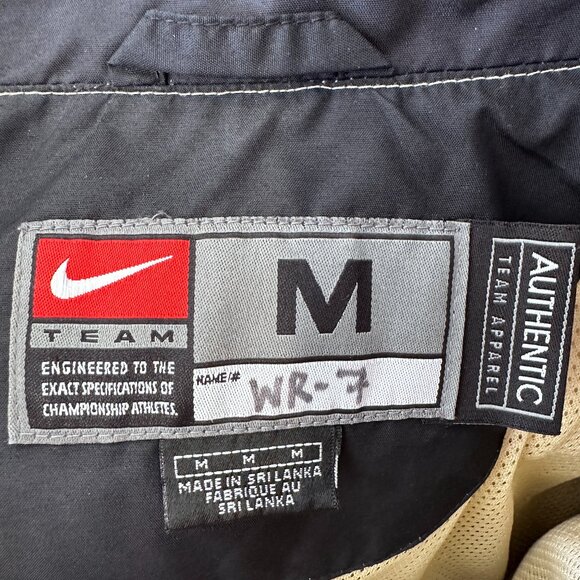 TEAM
ENGINEERED TO THE
EXACT SPECIFICATIONS OF
CHAMPIONSHIP ATHLETES.
M
NAME/#
WR-7
AUTHENTIC
TEAM APPAREL
M M M
MADE IN SRI LANKA
FABRIQUE AU
SRI LANKA